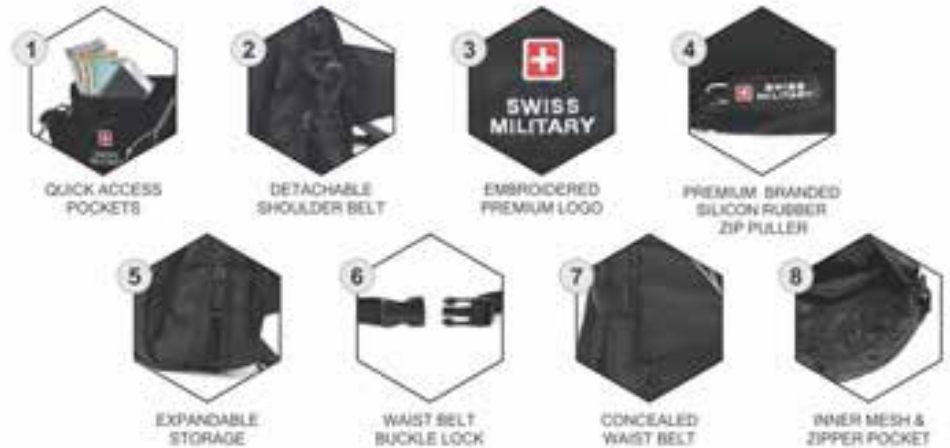 1
QUICK ACCESS
POCKETS
2
DETACHABLE
SHOULDER BELT
3
SWISS
MILITARY
EMBROIDERED
PREMIUM LOGO
4
SWISS
MILITARY
PREMIUM BRANDED
SILICON RUBBER
ZIP PULLER
5
EXPANDABLE
STORAGE
6
WAIST BELT
BUCKLE LOCK
7
CONCEALED
WAIST BELT
8
INNER MESH &
ZIPPER POCKET